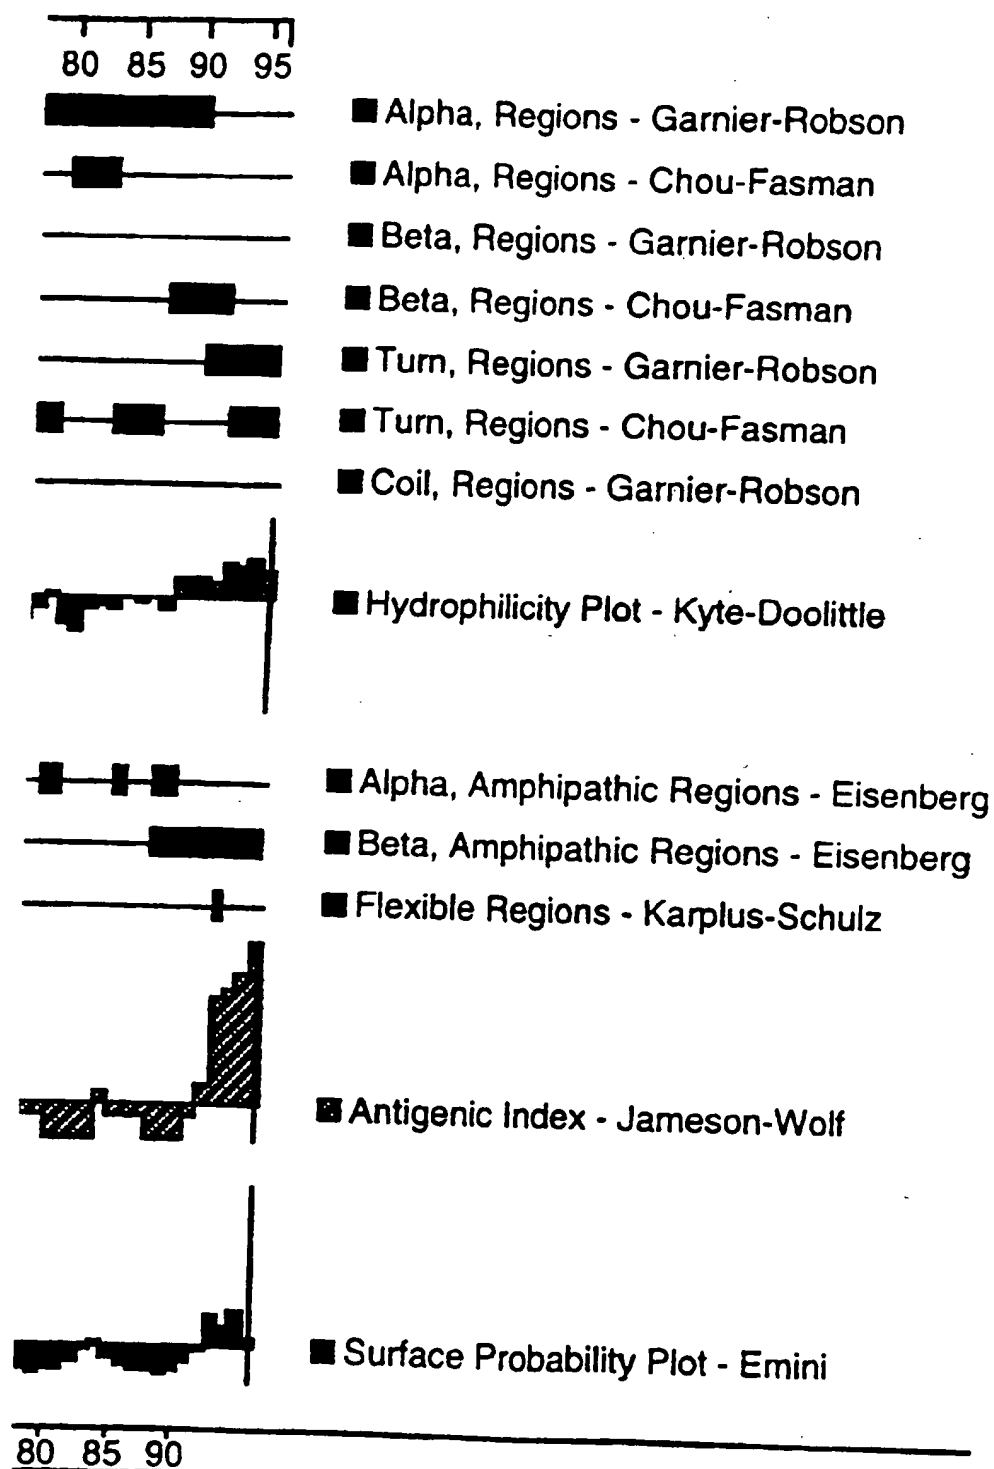 80 85 90 95
Alpha, Regions - Garnier-Robson
Alpha, Regions - Chou-Fasman
Beta, Regions - Garnier-Robson
Beta, Regions - Chou-Fasman
Turn, Regions - Garnier-Robson
Turn, Regions - Chou-Fasman
Coil, Regions - Garnier-Robson
Hydrophilicity Plot - Kyte-Doolittle
Alpha, Amphipathic Regions - Eisenberg
Beta, Amphipathic Regions - Eisenberg
Flexible Regions - Karplus-Schulz
Antigenic Index - Jameson-Wolf
Surface Probability Plot - Emini
80 85 90